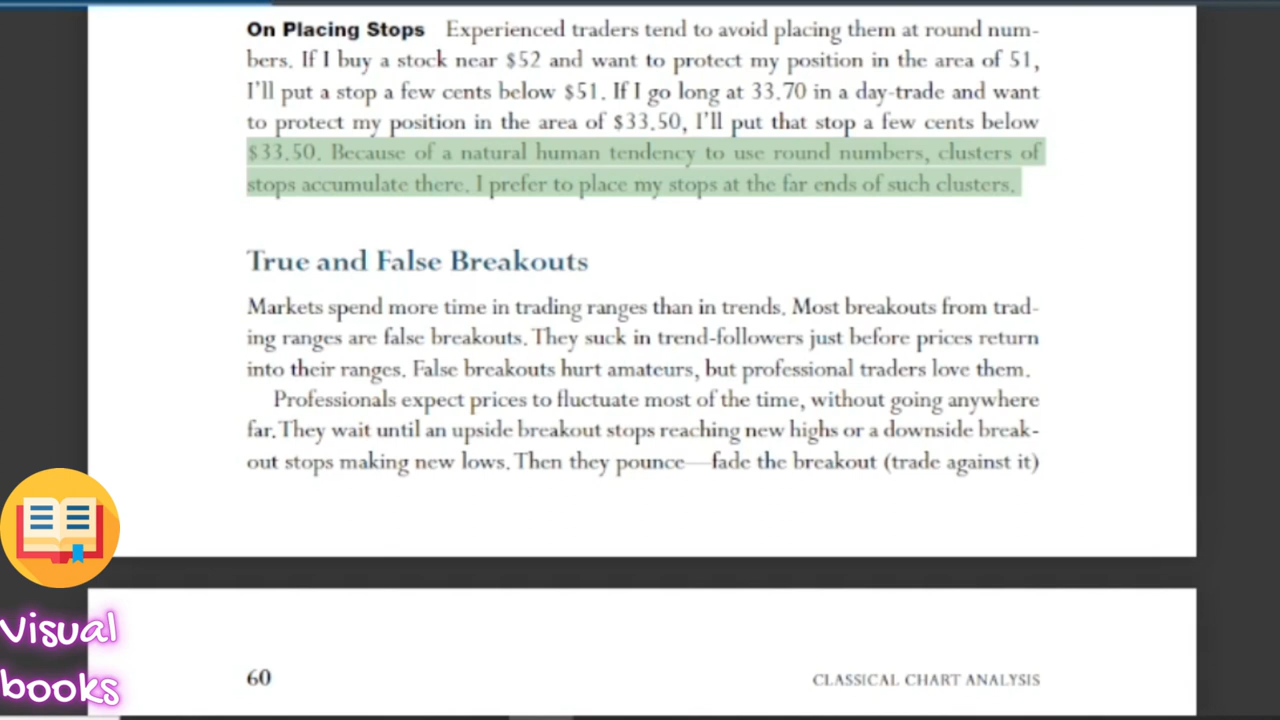 On Placing Stops Experienced traders tend to avoid placing them at round num-
bers. If I buy a stock near $52 and want to protect my position in the area of 51,
I'll put a stop a few cents below $51. If I go long at 33.70 in a day-trade and want
to protect my position in the area of $33.50, I'll put that stop a few cents below
$33.50. Because of a natural human tendency to use round numbers, clusters of
stops accumulate there. I prefer to place my stops at the far ends of such clusters.
True and False Breakouts
Markets spend more time in trading ranges than in trends. Most breakouts from trad-
ing ranges are false breakouts. They suck in trend-followers just before prices return
into their ranges. False breakouts hurt amateurs, but professional traders love them.
Professionals expect prices to fluctuate most of the time, without going anywhere
far. They wait until an upside breakout stops reaching new highs or a downside break-
out stops making new lows. Then they pounce—fade the breakout (trade against it)
Visual
books
60 CLASSICAL CHART ANALYSIS